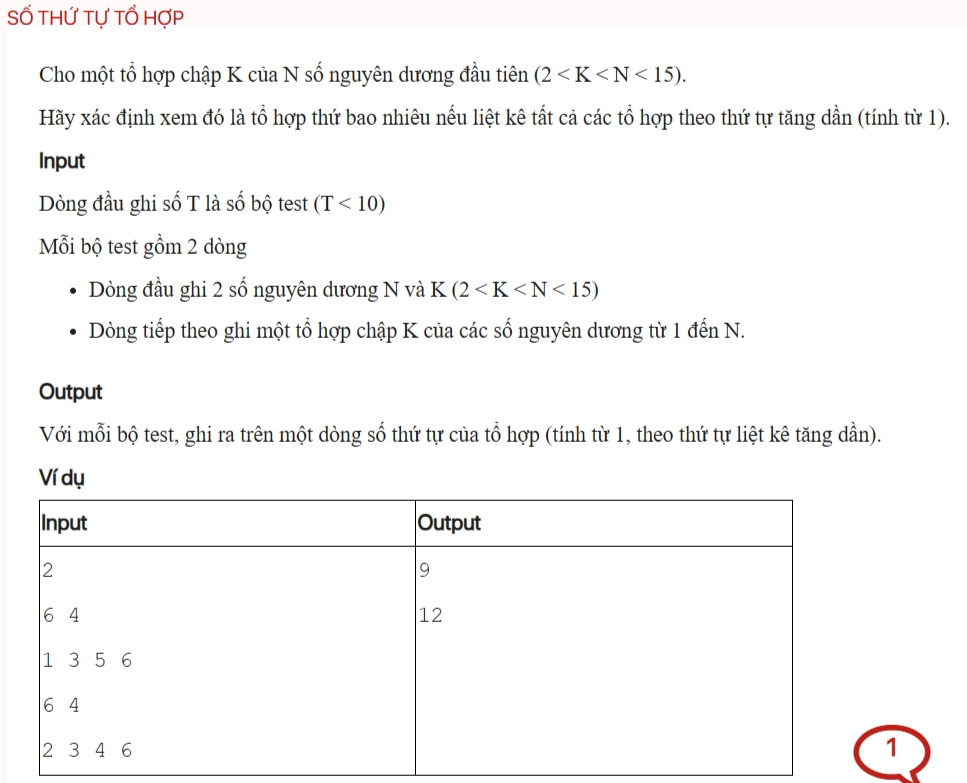 SỐ THỨ TỰ TỔ HỢP
Cho một tổ hợp chập K của N số nguyên dương đầu tiên (2 < K < N < 15).
Hãy xác định xem đó là tổ hợp thứ bao nhiêu nếu liệt kê tất cả các tổ hợp theo thứ tự tăng dần (tính từ 1).
Input
Dòng đầu ghi số T là số bộ test (T < 10)
Mỗi bộ test gồm 2 dòng
• Dòng đầu ghi 2 số nguyên dương N và K (2 < K < N < 15)
• Dòng tiếp theo ghi một tổ hợp chập K của các số nguyên dương từ 1 đến N.
Output
Với mỗi bộ test, ghi ra trên một dòng số thứ tự của tổ hợp (tính từ 1, theo thứ tự liệt kê tăng dần).
Ví dụ
Input Output
2 9
6 4 12
1 3 5 6
6 4
2 3 4 6
1